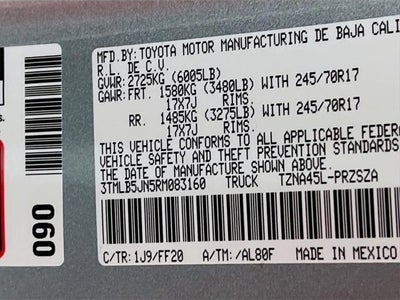 MFD.BY: TOYOTA MOTOR MANUFACTURING DE BAJA CALI
R.L. DE C.V.
GVWR: 2725KG (6005LB)
GAWR: FRT. 1580KG (3480LB) WITH 245/70R17
17X7J RIMS.
RR. 1485KG (3275LB) WITH 245/70R17
17X7J RIMS.
THIS VEHICLE CONFORMS TO ALL APPLICABLE FEDERA
VEHICLE SAFETY AND THEFT PREVENTION STANDARDS
THE DATE OF MANUFACTURE SHOWN ABOVE.
3TMLB5JN5RM083160 TRUCK TZNA45L-PRZSZA
C/TR: 1J9/FF20 A/TM: /AL80F MADE IN MEXICO
s.
090